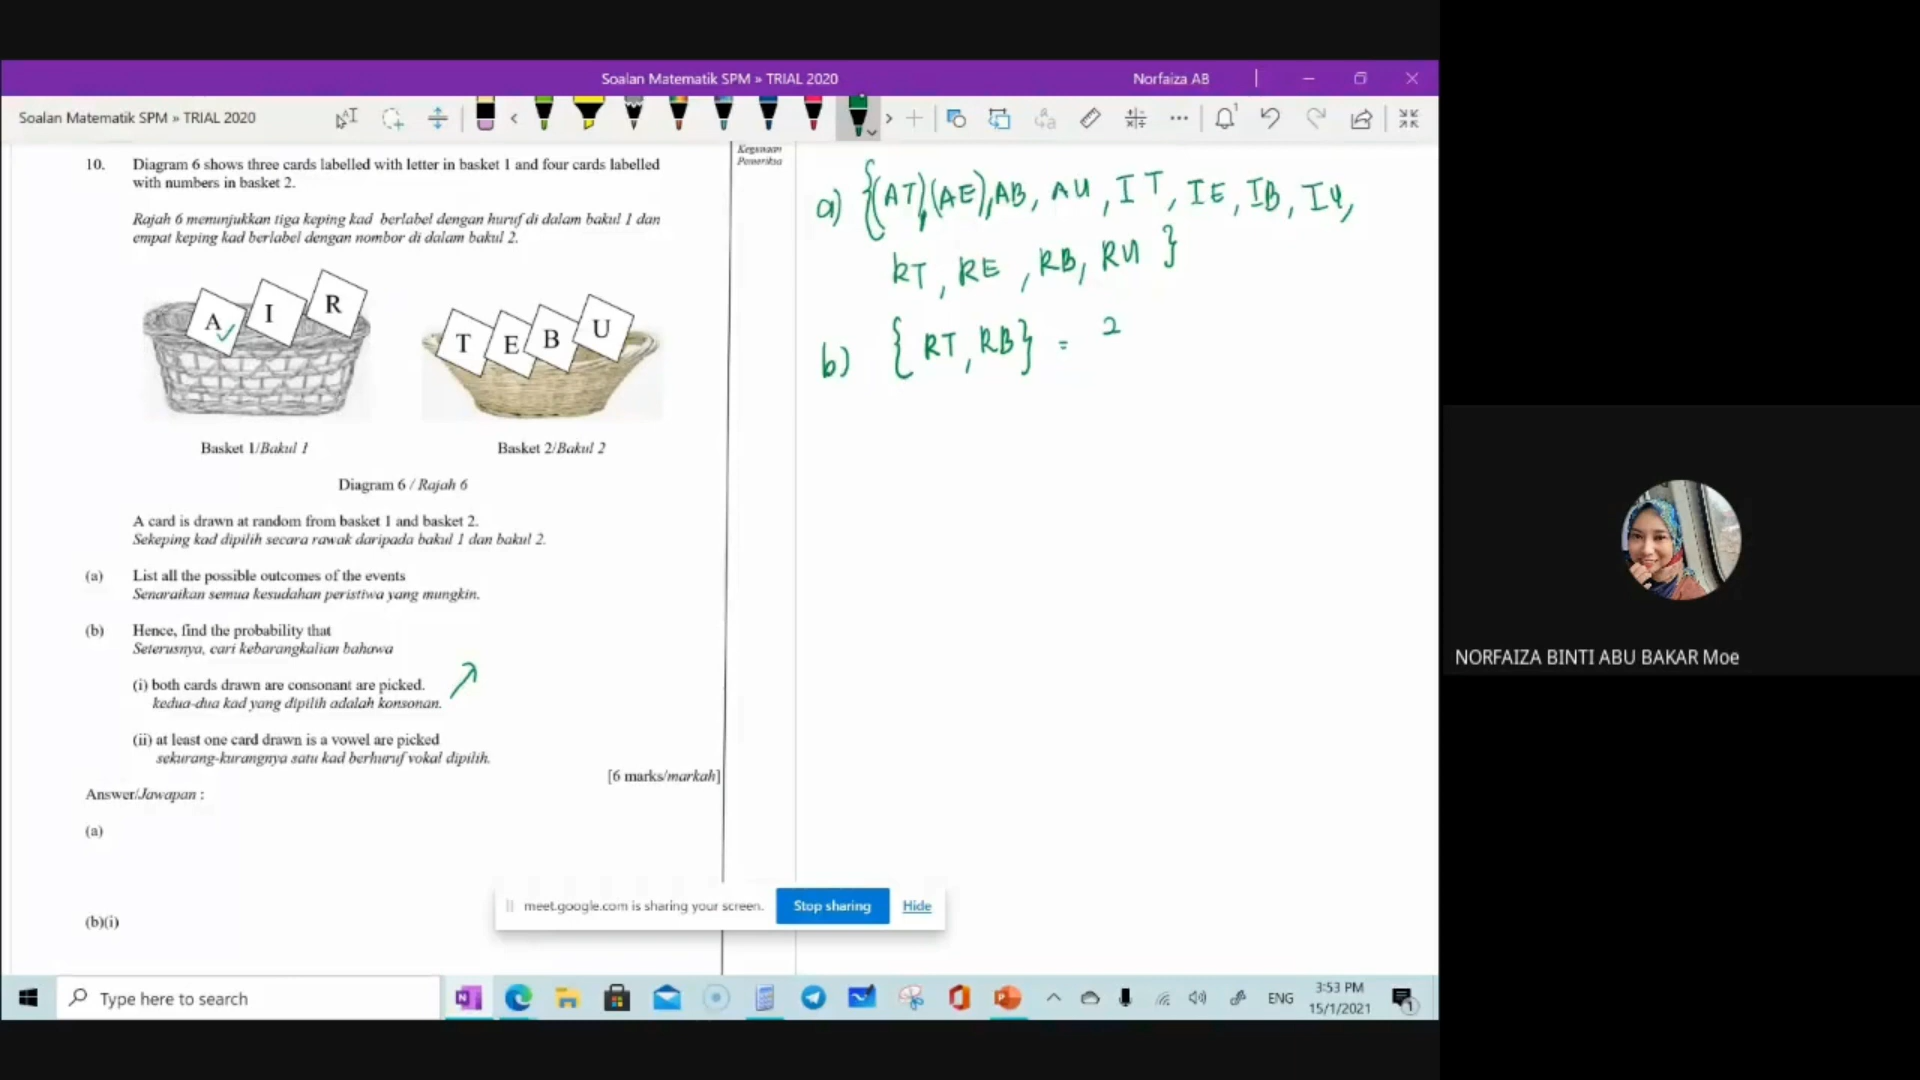 Soalan Matematik SPM » TRIAL 2020
Norfaiza AB
Soalan Matematik SPM » TRIAL 2020
Kegunaan
Pemeriksa
10. Diagram 6 shows three cards labelled with letter in basket 1 and four cards labelled
with numbers in basket 2.
Rajah 6 menunjukkan tiga keping kad berlabel dengan huruf di dalam bakul 1 dan
empat keping kad berlabel dengan nombor di dalam bakul 2.
A I R
T E B U
Basket 1/Bakul 1 Basket 2/Bakul 2
Diagram 6 / Rajah 6
A card is drawn at random from basket 1 and basket 2.
Sekeping kad dipilih secara rawak daripada bakul 1 dan bakul 2.
(a) List all the possible outcomes of the events
Senaraikan semua kesudahan peristiwa yang mungkin.
(b) Hence, find the probability that
Seterusnya, cari kebarangkalian bahawa
(i) both cards drawn are consonant are picked.
kedua-dua kad yang dipilih adalah konsonan.
(ii) at least one card drawn is a vowel are picked
sekurang-kurangnya satu kad berhuruf vokal dipilih.
[6 marks/markah]
Answer/Jawapan :
(a)
(b)(i)
a) {(AT),(AE),AB, AU, IT, IE, IB, IU,
RT, RE, RB, RU }
b) { RT, RB} = 2
meet.google.com is sharing your screen. Stop sharing Hide
NORFAIZA BINTI ABU BAKAR Moe
Type here to search
ENG
3:53 PM
15/1/2021
1